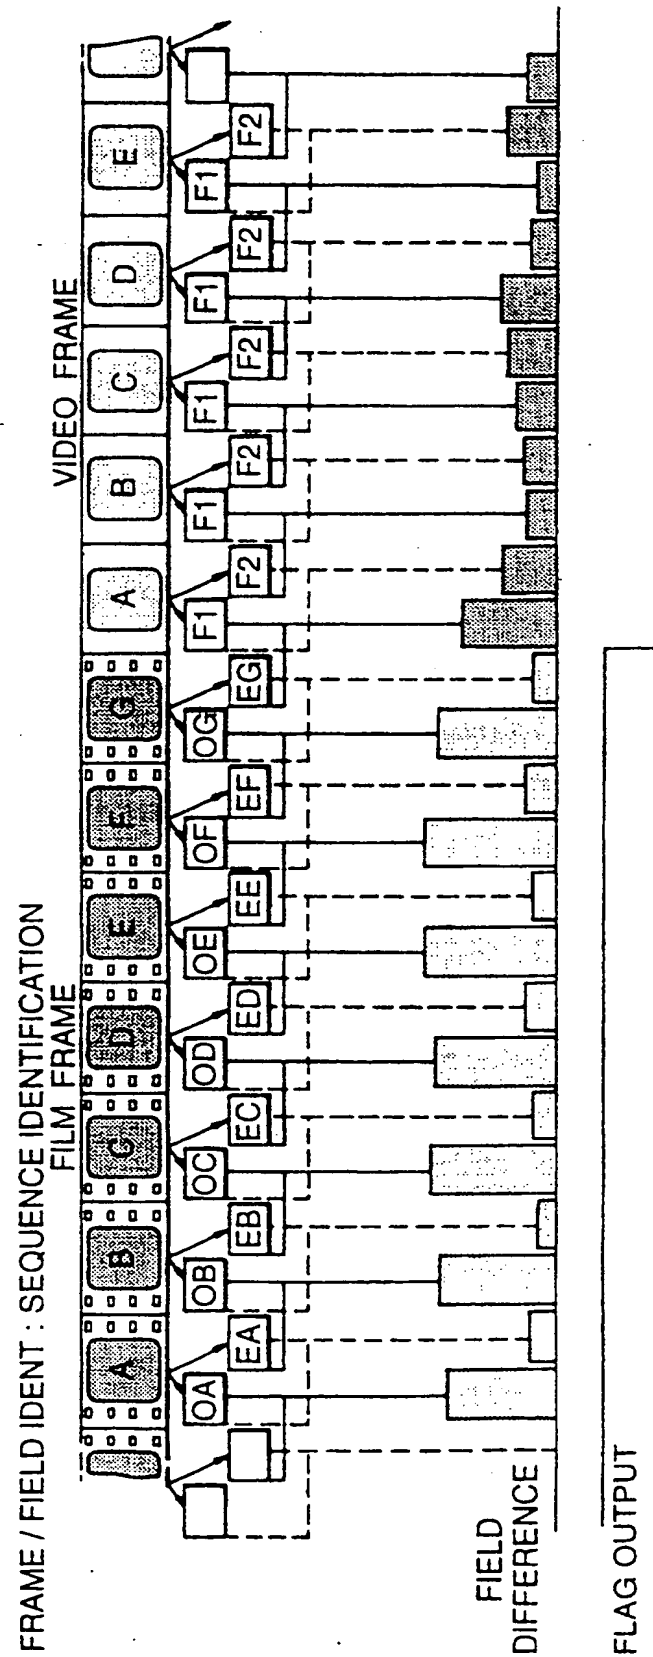 FRAME / FIELD IDENT : SEQUENCE IDENTIFICATION
FILM FRAME VIDEO FRAME
A B C D E F G A B C D E
OA OB OC OD OE OF OG F1 F1 F1 F1 F1
EA EB EC ED EE EF EG F2 F2 F2 F2 F2
FIELD
DIFFERENCE
FLAG OUTPUT